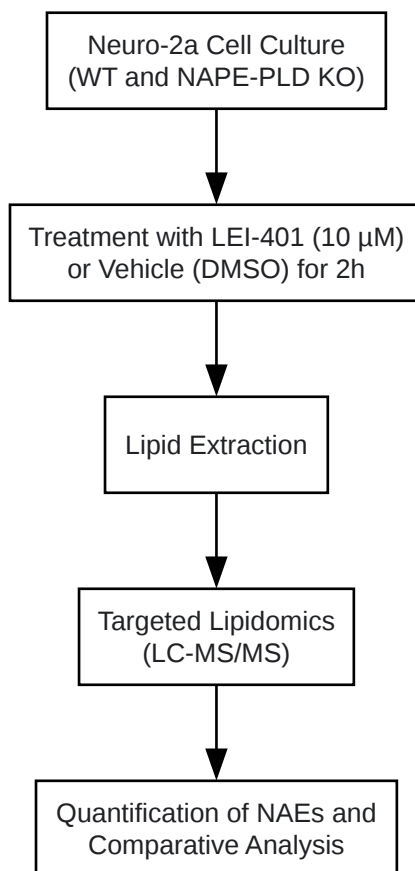 Neuro-2a Cell Culture
(WT and NAPE-PLD KO)
Treatment with LEI-401 (10 µM)
or Vehicle (DMSO) for 2h
Lipid Extraction
Targeted Lipidomics
(LC-MS/MS)
Quantification of NAEs and
Comparative Analysis